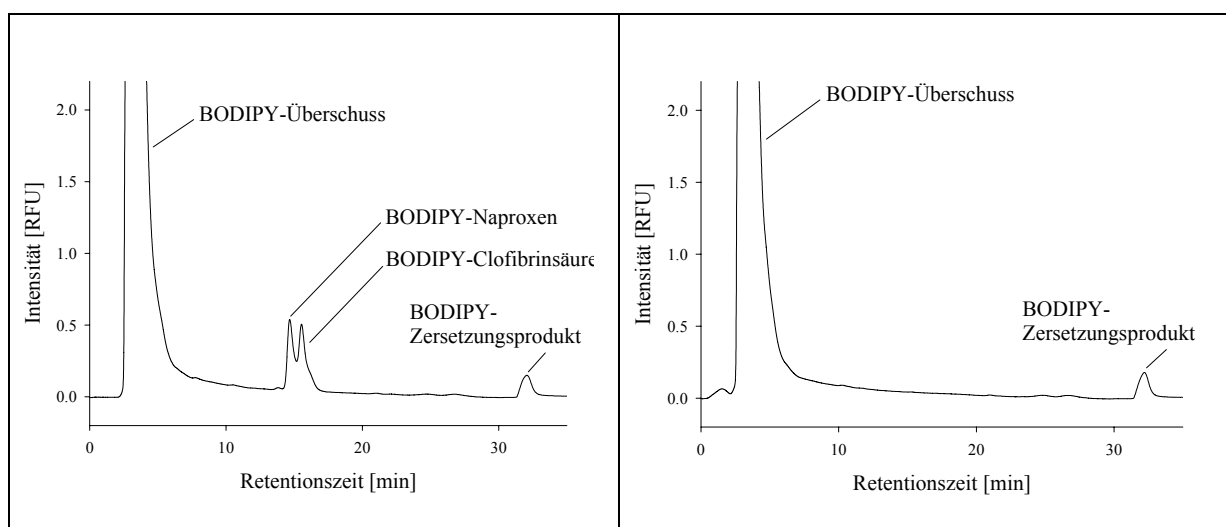 2.0
BODIPY-Überschuss
1.5
BODIPY-Naproxen
1.0
BODIPY-Clofibrinsäure
BODIPY-
Zersetzungsprodukt
0.5
0.0
0 10 20 30
Intensität [RFU]
Retentionszeit [min]
2.0
BODIPY-Überschuss
1.5
1.0
BODIPY-
Zersetzungsprodukt
0.5
0.0
0 10 20 30
Intensität [RFU]
Retentionszeit [min]